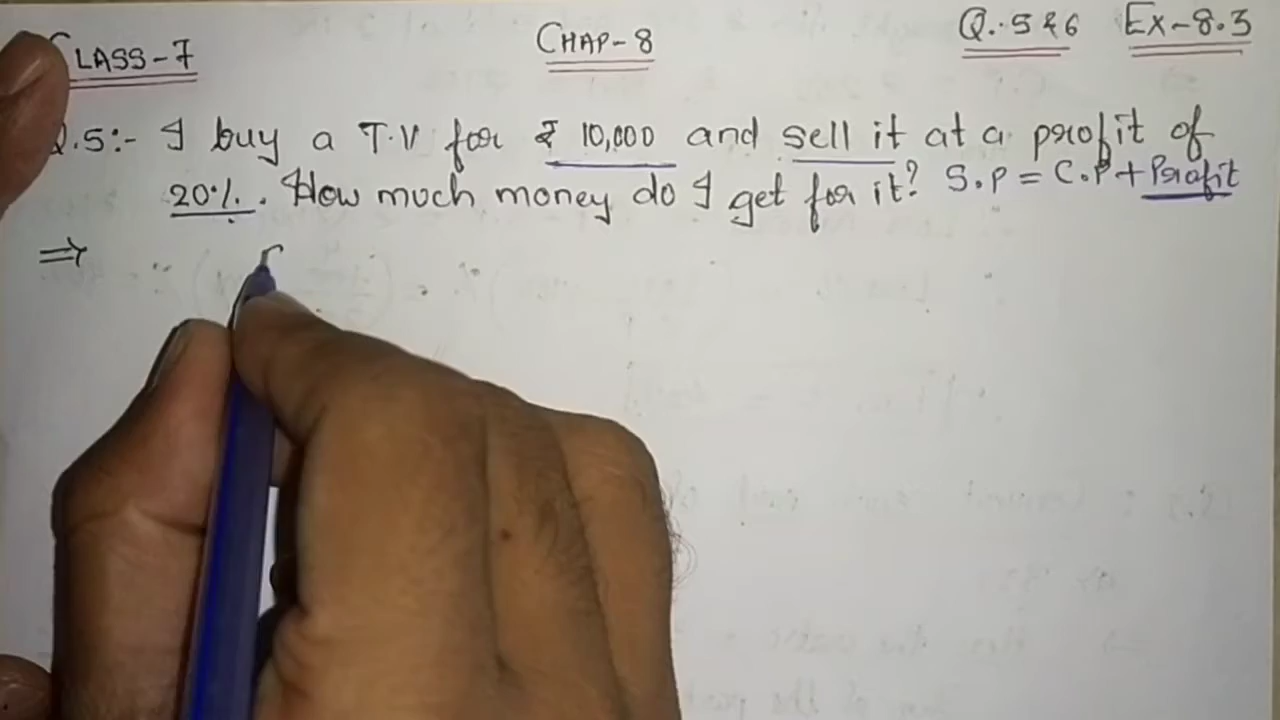 CLASS-7
CHAP-8
Q.5&6 Ex-8.3
Q.5:- I buy a T.V for ₹ 10,000 and sell it at a profit of
20%. How much money do I get for it? S.P = C.P + Profit
⇒